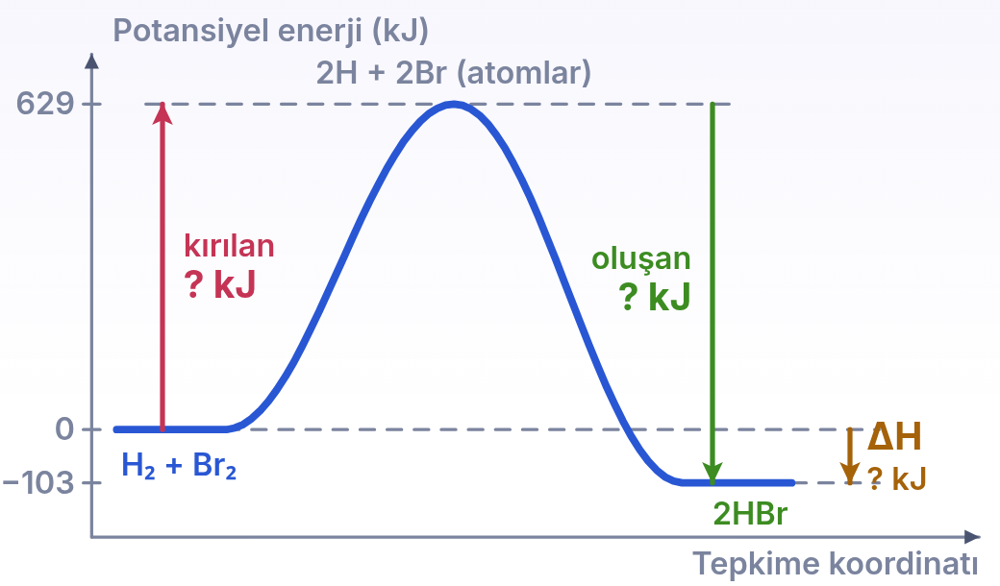 Potansiyel enerji (kJ)
2H + 2Br (atomlar)
629
kırılan
? kJ
oluşan
? kJ
0
ΔH
H₂ + Br₂
? kJ
−103
2HBr
Tepkime koordinatı